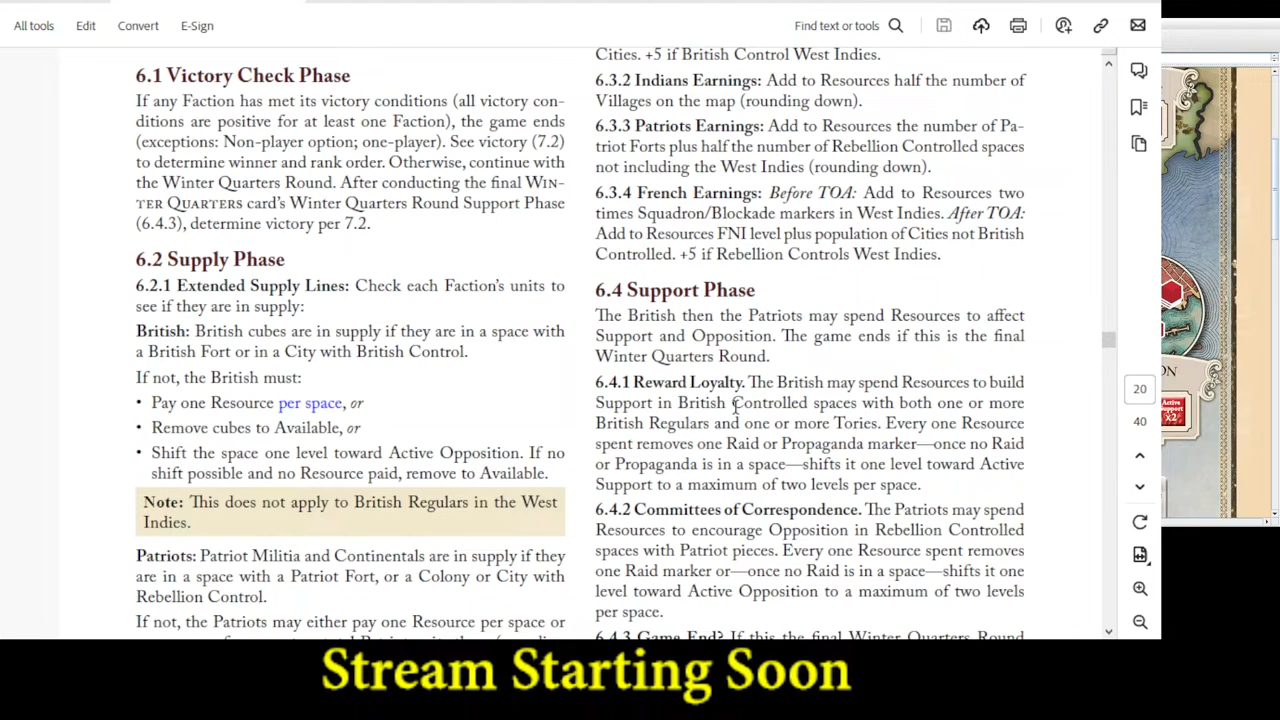 All tools Edit Convert E-Sign Find text or tools
6.1 Victory Check Phase
If any Faction has met its victory conditions (all victory con-
ditions are positive for at least one Faction), the game ends
(exceptions: Non-player option; one-player). See victory (7.2)
to determine winner and rank order. Otherwise, continue with
the Winter Quarters Round. After conducting the final WIN-
TER QUARTERS card's Winter Quarters Round Support Phase
(6.4.3), determine victory per 7.2.
6.2 Supply Phase
6.2.1 Extended Supply Lines: Check each Faction's units to
see if they are in supply:
British: British cubes are in supply if they are in a space with
a British Fort or in a City with British Control.
If not, the British must:
• Pay one Resource per space, or
• Remove cubes to Available, or
• Shift the space one level toward Active Opposition. If no
shift possible and no Resource paid, remove to Available.
Note: This does not apply to British Regulars in the West
Indies.
Patriots: Patriot Militia and Continentals are in supply if they
are in a space with a Patriot Fort, or a Colony or City with
Rebellion Control.
If not, the Patriots may either pay one Resource per space or
Cities. +5 if British Control West Indies.
6.3.2 Indians Earnings: Add to Resources half the number of
Villages on the map (rounding down).
6.3.3 Patriots Earnings: Add to Resources the number of Pa-
triot Forts plus half the number of Rebellion Controlled spaces
not including the West Indies (rounding down).
6.3.4 French Earnings: Before TOA: Add to Resources two
times Squadron/Blockade markers in West Indies. After TOA:
Add to Resources FNI level plus population of Cities not British
Controlled. +5 if Rebellion Controls West Indies.
6.4 Support Phase
The British then the Patriots may spend Resources to affect
Support and Opposition. The game ends if this is the final
Winter Quarters Round.
6.4.1 Reward Loyalty. The British may spend Resources to build
Support in British Controlled spaces with both one or more
British Regulars and one or more Tories. Every one Resource
spent removes one Raid or Propaganda marker—once no Raid
or Propaganda is in a space—shifts it one level toward Active
Support to a maximum of two levels per space.
6.4.2 Committees of Correspondence. The Patriots may spend
Resources to encourage Opposition in Rebellion Controlled
spaces with Patriot pieces. Every one Resource spent removes
one Raid marker or—once no Raid is in a space—shifts it one
level toward Active Opposition to a maximum of two levels
per space.
6.4.3 Game End? If this the final Winter Quarters Round
20
40
ON
Active
Support
x2
Stream Starting Soon